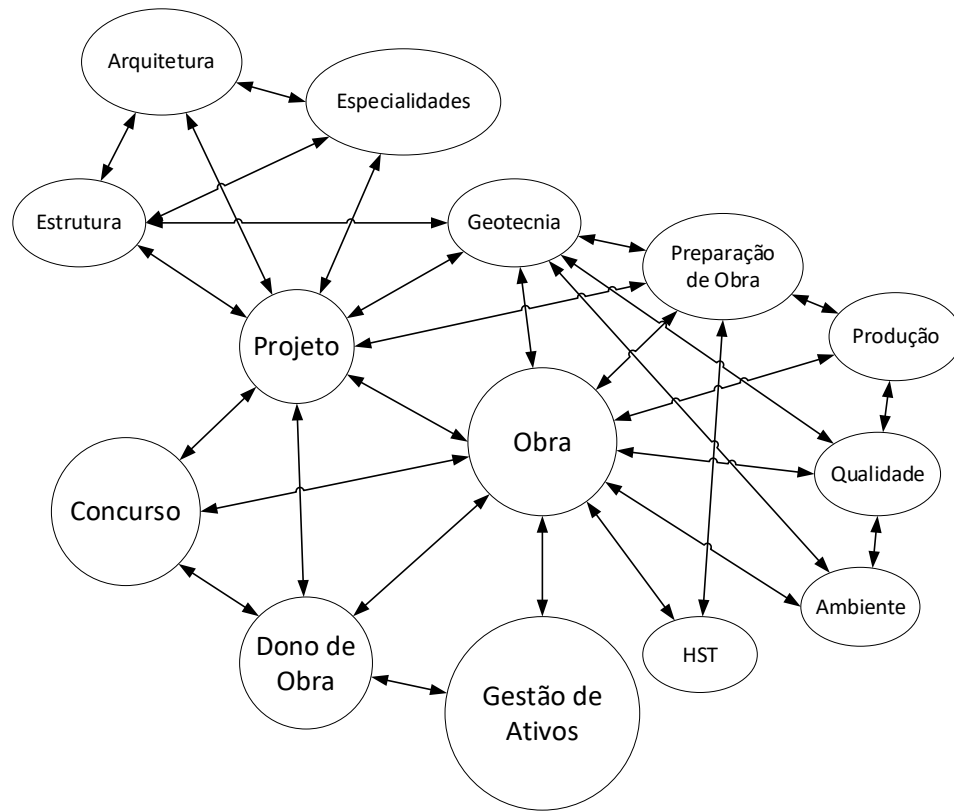 Arquitetura
Especialidades
Estrutura
Geotecnia
Preparação
de Obra
Projeto
Produção
Obra
Qualidade
Concurso
Ambiente
Dono de
Obra
HST
Gestão de
Ativos